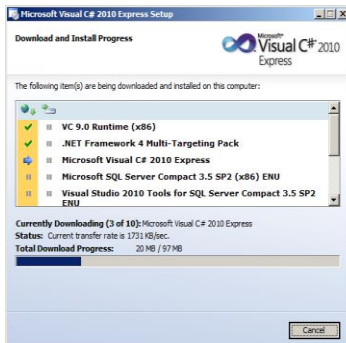 Microsoft Visual C# 2010 Express Setup
Download and Install Progress
Microsoft®
Visual C#® 2010
Express
The following item(s) are being downloaded and installed on this computer:
VC 9.0 Runtime (x86)
.NET Framework 4 Multi-Targeting Pack
Microsoft Visual C# 2010 Express
Microsoft SQL Server Compact 3.5 SP2 (x86) ENU
Visual Studio 2010 Tools for SQL Server Compact 3.5 SP2
ENU
Currently Downloading (3 of 10): Microsoft Visual C# 2010 Express
Status: Current transfer rate is 1731 KB/sec.
Total Download Progress: 20 MB / 97 MB
Cancel